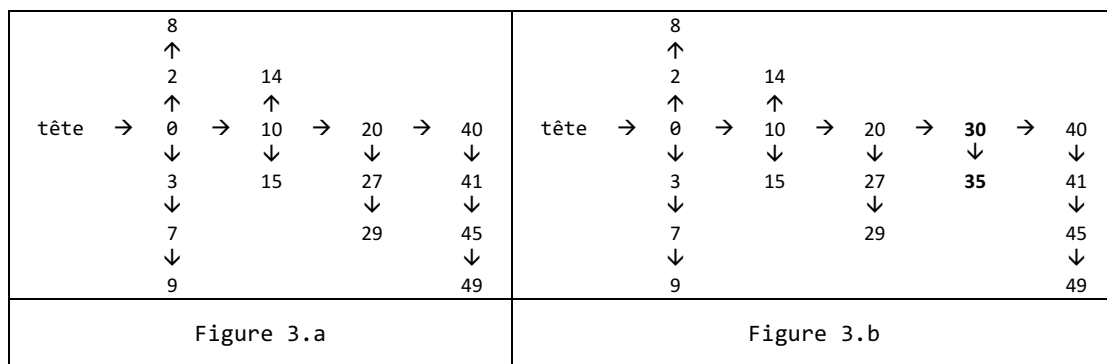 8 8
↑ ↑
2 14 2 14
↑ ↑ ↑ ↑
tête → 0 → 10 → 20 → 40 tête → 0 → 10 → 20 → 30 → 40
↓ ↓ ↓ ↓ ↓ ↓ ↓ ↓ ↓
3 15 27 41 3 15 27 35 41
↓ ↓ ↓ ↓ ↓ ↓
7 29 45 7 29 45
↓ ↓ ↓ ↓
9 49 9 49
Figure 3.a Figure 3.b